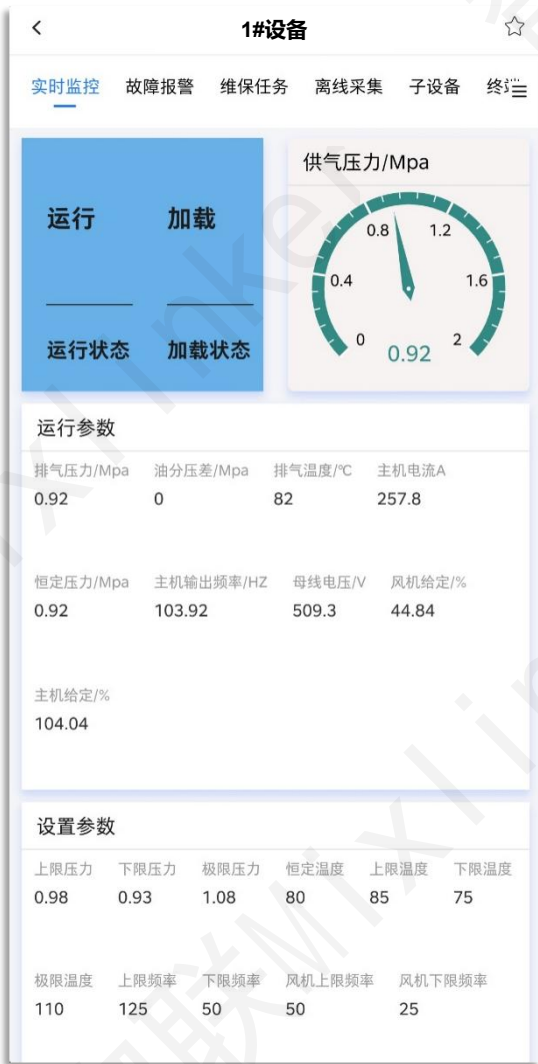 1#设备
实时监控 故障报警 维保任务 离线采集 子设备
供气压力/Mpa
运行 加载
运行状态 加载状态
0 0.4 0.8 1.2 1.6 2
0.92
运行参数
排气压力/Mpa 油分压差/Mpa 排气温度/℃ 主机电流A
0.92 0 82 257.8
恒定压力/Mpa 主机输出频率/HZ 母线电压/V 风机给定/%
0.92 103.92 509.3 44.84
主机给定/%
104.04
设置参数
上限压力 下限压力 极限压力 恒定温度 上限温度 下限温度
0.98 0.93 1.08 80 85 75
极限温度 上限频率 下限频率 风机上限频率 风机下限频率
110 125 50 50 25